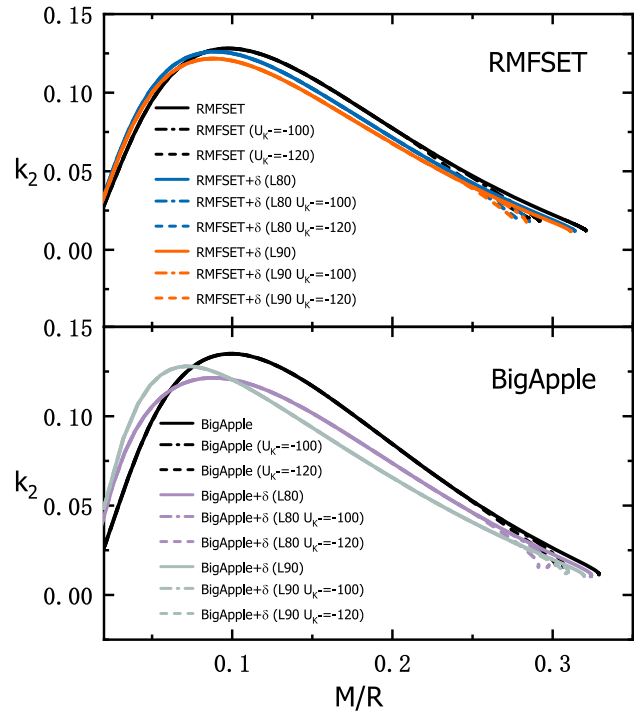 0.15
RMFSET
0.10
RMFSET
RMFSET (UK-=-100)
RMFSET (UK-=-120)
k2
0.05
RMFSET+δ (L80)
RMFSET+δ (L80 UK-=-100)
RMFSET+δ (L80 UK-=-120)
0.00
RMFSET+δ (L90)
RMFSET+δ (L90 UK-=-100)
RMFSET+δ (L90 UK-=-120)
0.15
BigApple
0.10
BigApple
BigApple (UK-=-100)
BigApple (UK-=-120)
k2
0.05
BigApple+δ (L80)
BigApple+δ (L80 UK-=-100)
BigApple+δ (L80 UK-=-120)
BigApple+δ (L90)
0.00
BigApple+δ (L90 UK-=-100)
BigApple+δ (L90 UK-=-120)
0.1 0.2 0.3
M/R